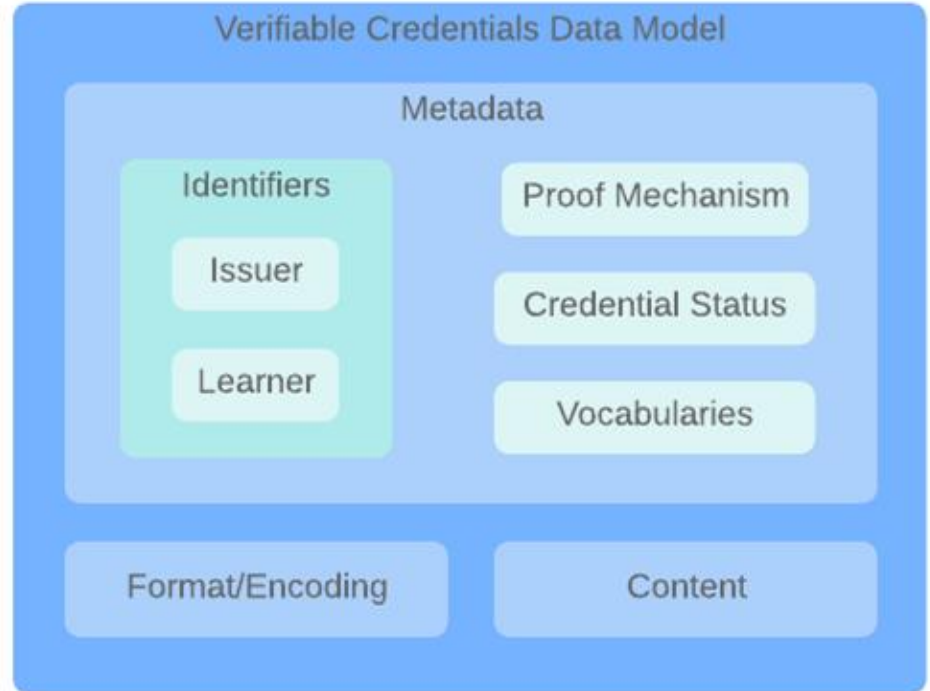 Verifiable Credentials Data Model
Metadata
Identifiers
Issuer
Learner
Proof Mechanism
Credential Status
Vocabularies
Format/Encoding
Content